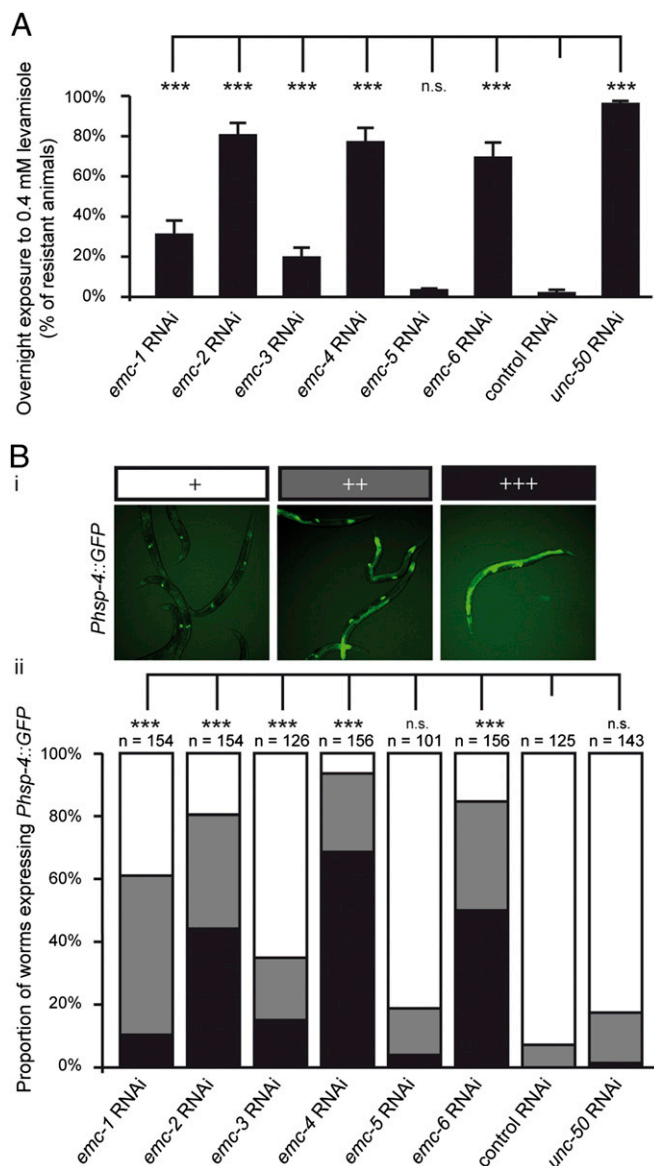 A
*** *** *** *** n.s. *** ***
Overnight exposure to 0.4 mM levamisole
(% of resistant animals)
100%
80%
60%
40%
20%
0%
emc-1 RNAi
emc-2 RNAi
emc-3 RNAi
emc-4 RNAi
emc-5 RNAi
emc-6 RNAi
control RNAi
unc-50 RNAi
B
i
+ ++ +++
Phsp-4::GFP
ii
*** *** *** *** n.s. *** n.s.
n = 154 n = 154 n = 126 n = 156 n = 101 n = 156 n = 125 n = 143
Proportion of worms expressing Phsp-4::GFP
100%
80%
60%
40%
20%
0%
emc-1 RNAi
emc-2 RNAi
emc-3 RNAi
emc-4 RNAi
emc-5 RNAi
emc-6 RNAi
control RNAi
unc-50 RNAi